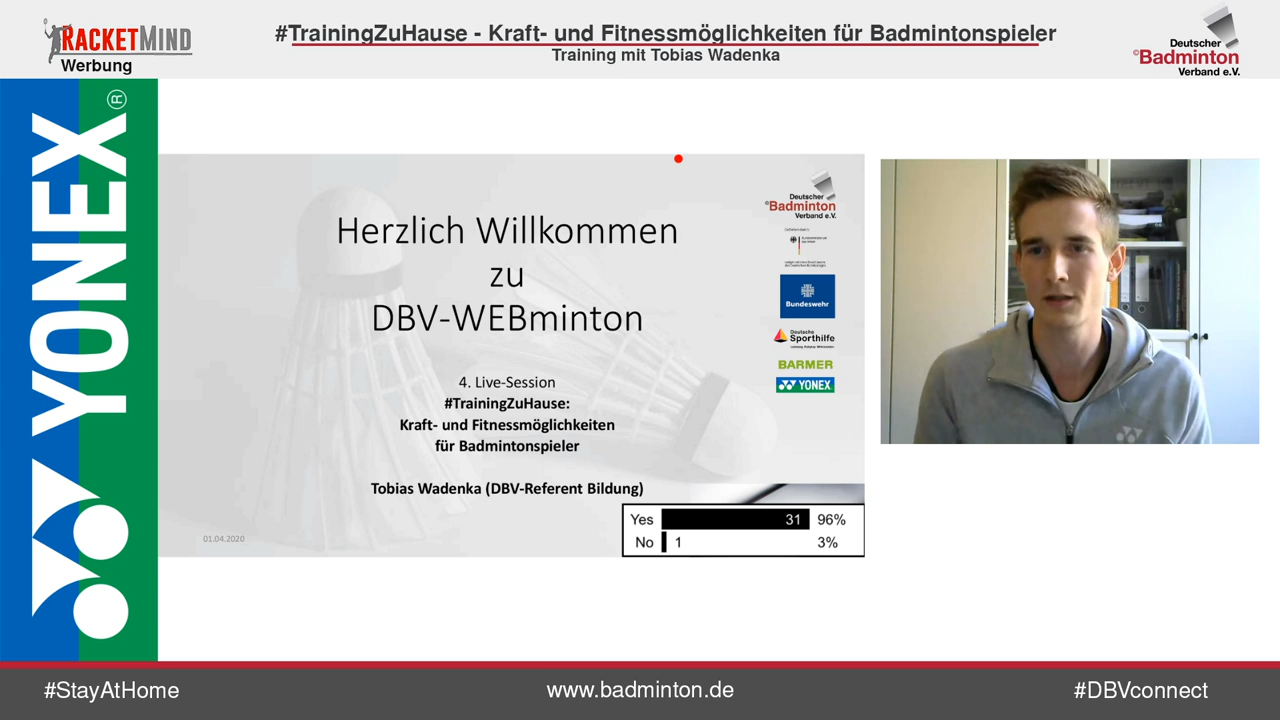 RACKETMIND
Werbung
#TrainingZuHause - Kraft- und Fitnessmöglichkeiten für Badmintonspieler
Training mit Tobias Wadenka
Deutscher
©Badminton
Verband e.V.
YONEX®
Herzlich Willkommen
zu
DBV-WEBminton
4. Live-Session
#TrainingZuHause:
Kraft- und Fitnessmöglichkeiten
für Badmintonspieler
Tobias Wadenka (DBV-Referent Bildung)
01.04.2020
Deutscher
©Badminton
Verband e.V.
Bundeswehr
Deutsche
Sporthilfe
BARMER
YONEX
Yes 31 96%
No 1 3%
#StayAtHome
www.badminton.de
#DBVconnect